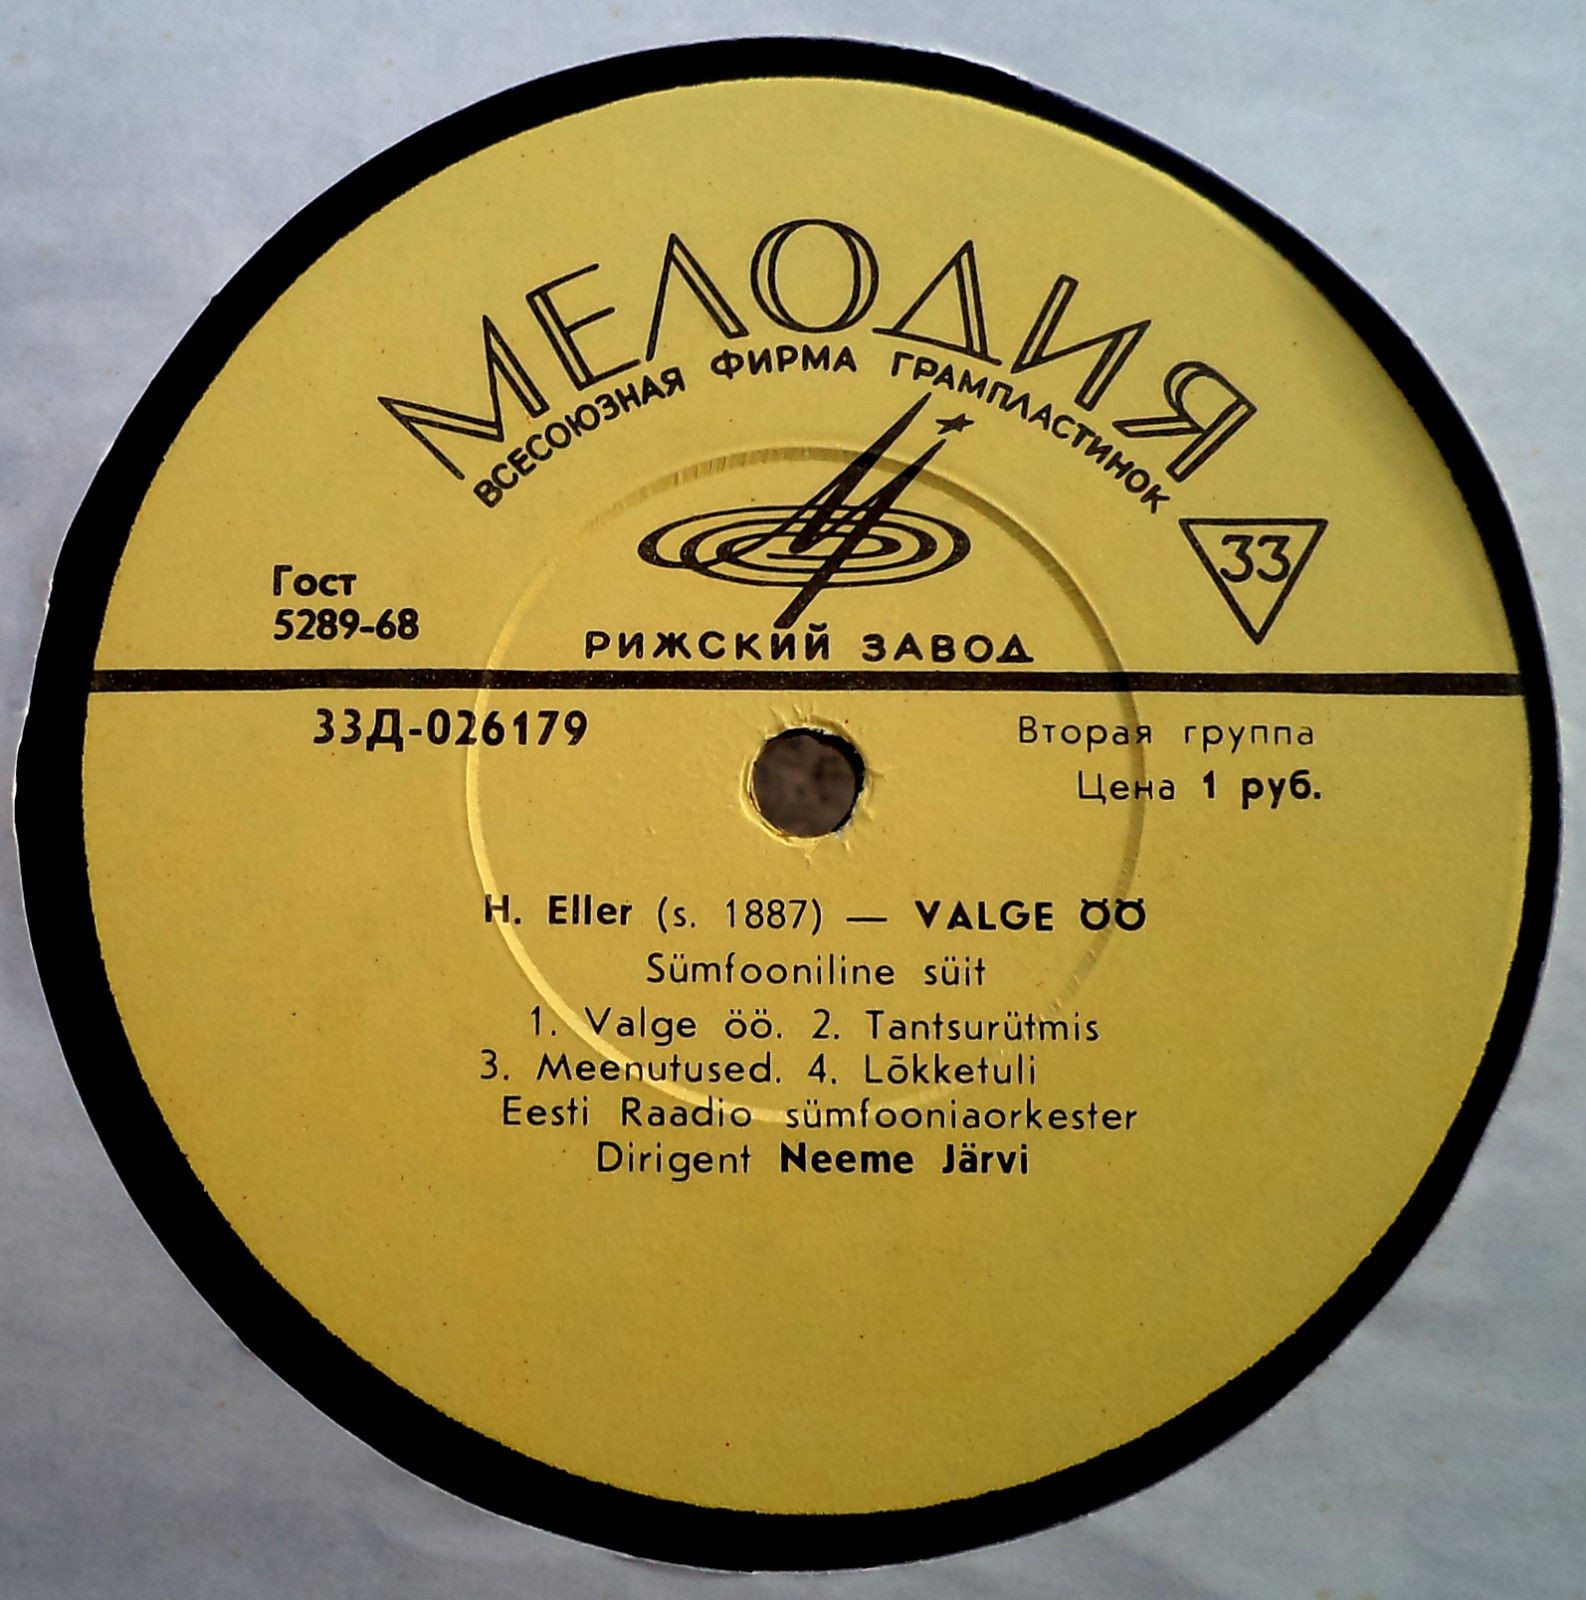 МЕЛОДИЯ
ВСЕСОЮЗНАЯ ФИРМА ГРАМПЛАСТИНОК
33
Гост
5289-68
РИЖСКИЙ ЗАВОД
33Д-026179
Вторая группа
Цена 1 руб.
H. Eller (s. 1887) — VALGE ÖÖ
Sümfooniline süit
1. Valge öö. 2. Tantsurütmis
3. Meenutused. 4. Lõkketuli
Eesti Raadio sümfooniaorkester
Dirigent Neeme Järvi